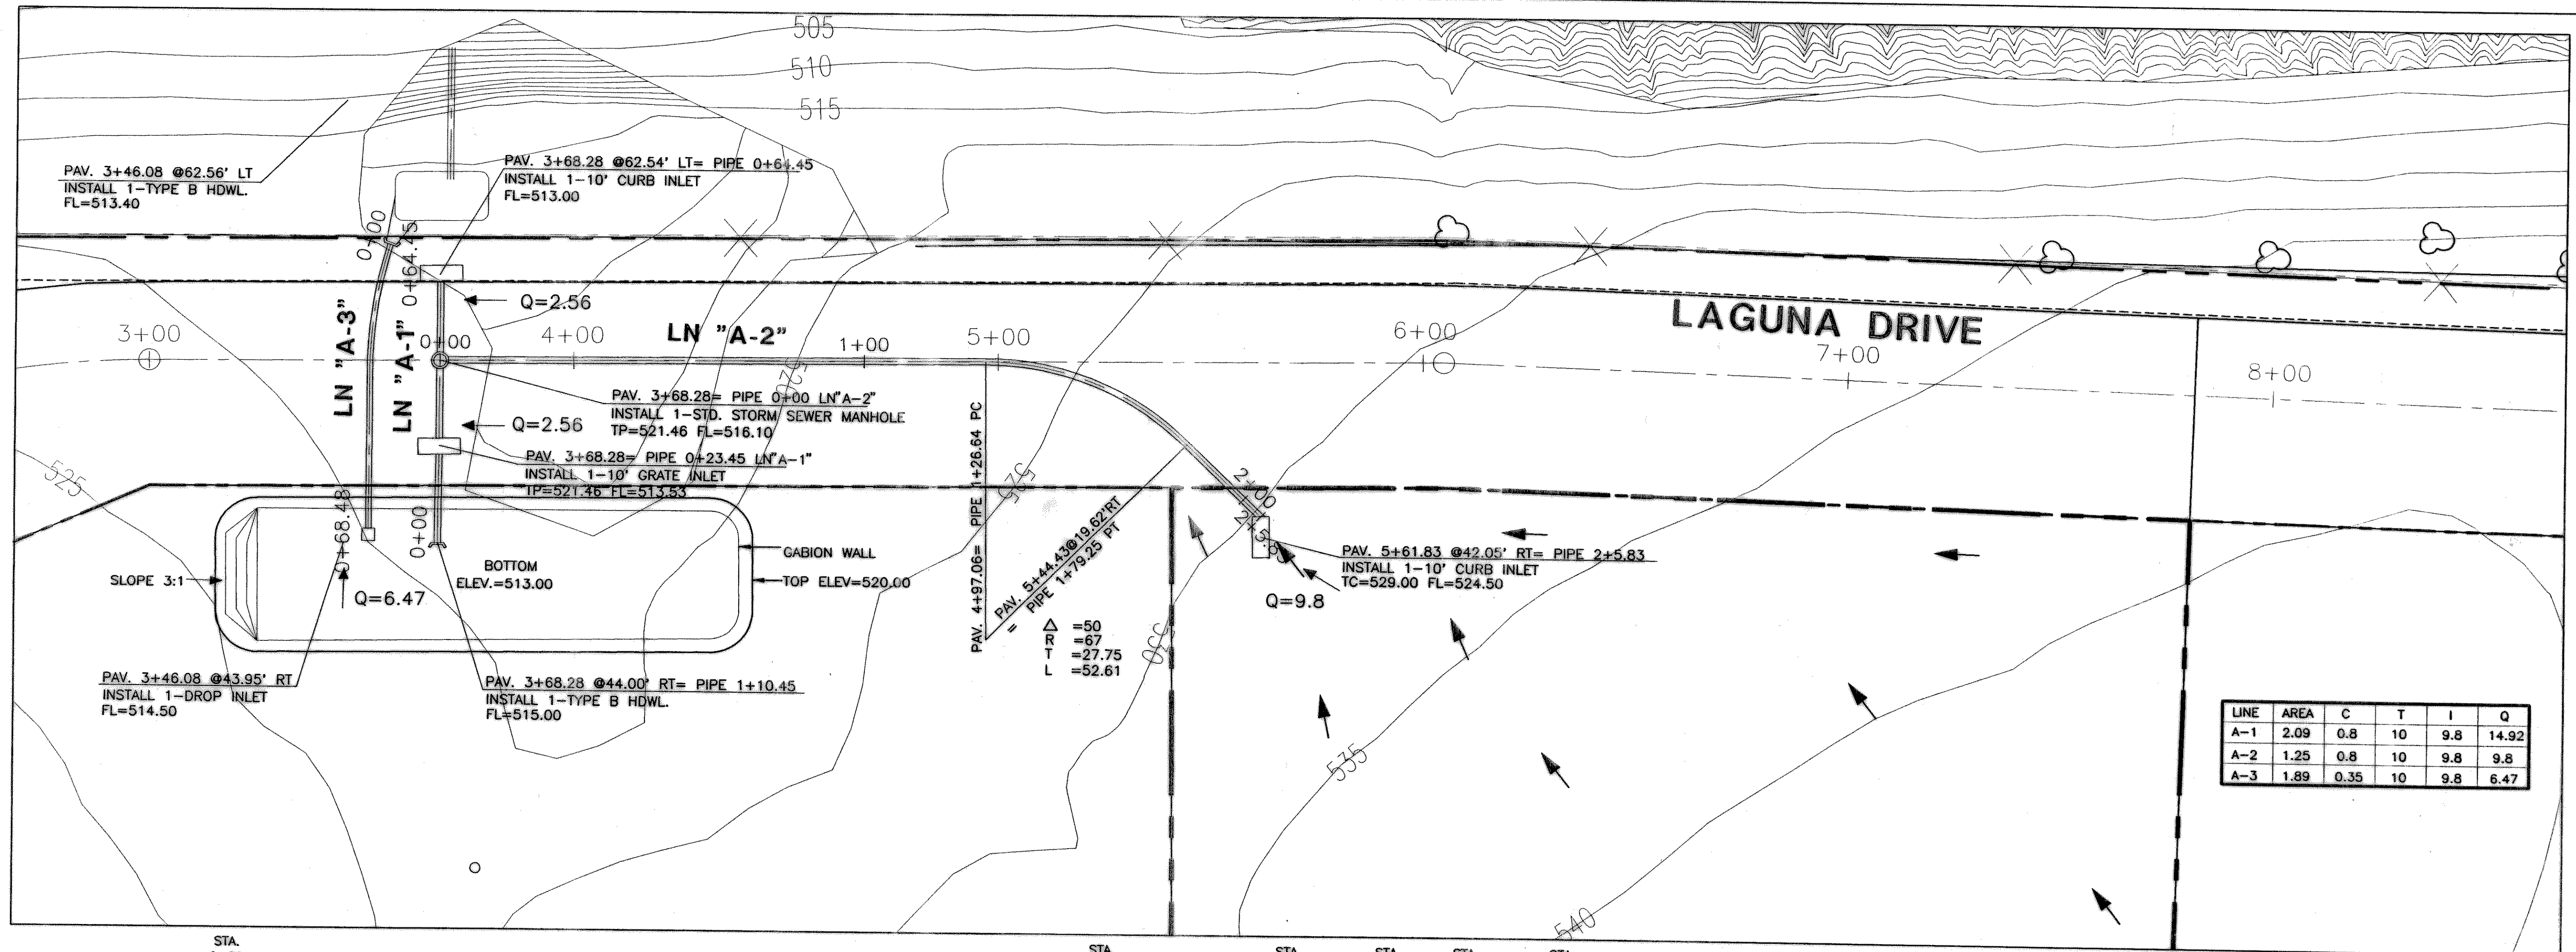 505
510
515
PAV. 3+46.08 @62.56' LT
INSTALL 1-TYPE B HDWL.
FL=513.40
PAV. 3+68.28 @62.54' LT= PIPE 0+64.45
INSTALL 1-10' CURB INLET
FL=513.00
0+00
0+64.45
Q=2.56
LN "A-3"
LN "A-1"
3+00
0+00
4+00
LN "A-2"
1+00
5+00
6+00
LAGUNA DRIVE
7+00
8+00
520
PAV. 3+68.28= PIPE 0+00 LN"A-2"
INSTALL 1-STD. STORM SEWER MANHOLE
TP=521.46 FL=516.10
Q=2.56
PAV. 3+68.28= PIPE 0+23.45 LN"A-1"
INSTALL 1-10' GRATE INLET
TP=521.46 FL=513.53
525
525
0+68.48
0+00
PAV. 4+97.06= PIPE 1+26.64 PC
PAV. 5+44.43@19.62'RT
= PIPE 1+79.25 PT
2+00
2+5.83
GABION WALL
BOTTOM
ELEV.=513.00
TOP ELEV=520.00
SLOPE 3:1
Q=6.47
PAV. 5+61.83 @42.05' RT= PIPE 2+5.83
INSTALL 1-10' CURB INLET
TC=529.00 FL=524.50
Q=9.8
△ =50
R =67
T =27.75
L =52.61
530
PAV. 3+46.08 @43.95' RT
INSTALL 1-DROP INLET
FL=514.50
PAV. 3+68.28 @44.00' RT= PIPE 1+10.45
INSTALL 1-TYPE B HDWL.
FL=515.00
535
540
LINE AREA C T I Q
A-1 2.09 0.8 10 9.8 14.92
A-2 1.25 0.8 10 9.8 9.8
A-3 1.89 0.35 10 9.8 6.47
STA.
STA.
STA.
STA.
STA.
STA.